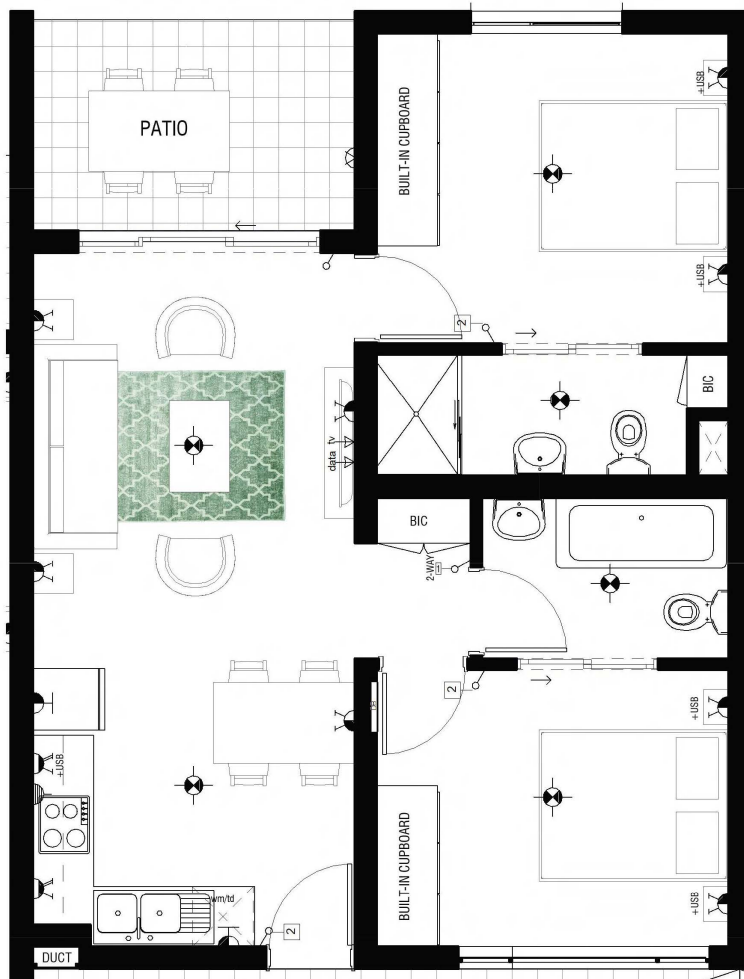 PATIO
BUILT-IN CUPBOARD
+USB
+USB
2
BIC
data tv
BIC
2-WAY
1
2
+USB
+USB
BUILT-IN CUPBOARD
+USB
wm/td
2
DUCT